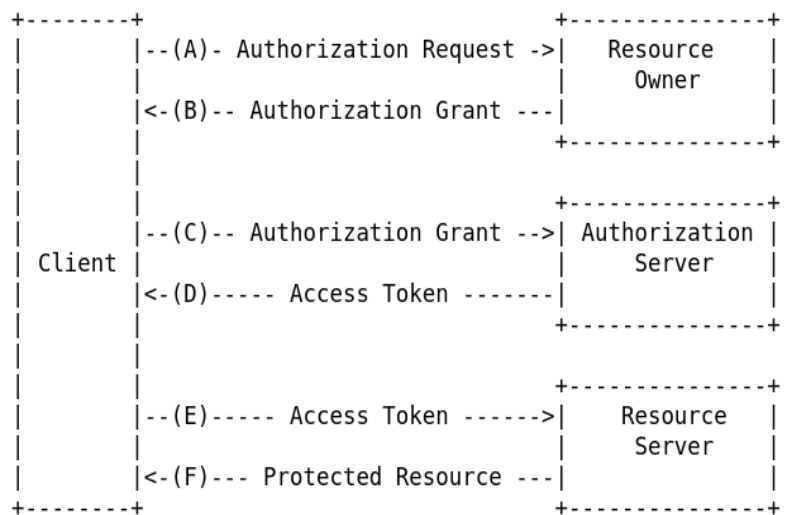 +--------+                               +---------------+
|        |--(A)- Authorization Request ->|   Resource    |
|        |                               |     Owner     |
|        |<-(B)-- Authorization Grant ---|               |
|        |                               +---------------+
|        |
|        |                               +---------------+
|        |--(C)-- Authorization Grant -->| Authorization |
| Client |                               |     Server    |
|        |<-(D)----- Access Token -------|               |
|        |                               +---------------+
|        |
|        |                               +---------------+
|        |--(E)----- Access Token ------>|    Resource   |
|        |                               |     Server    |
|        |<-(F)--- Protected Resource ---|               |
+--------+                               +---------------+